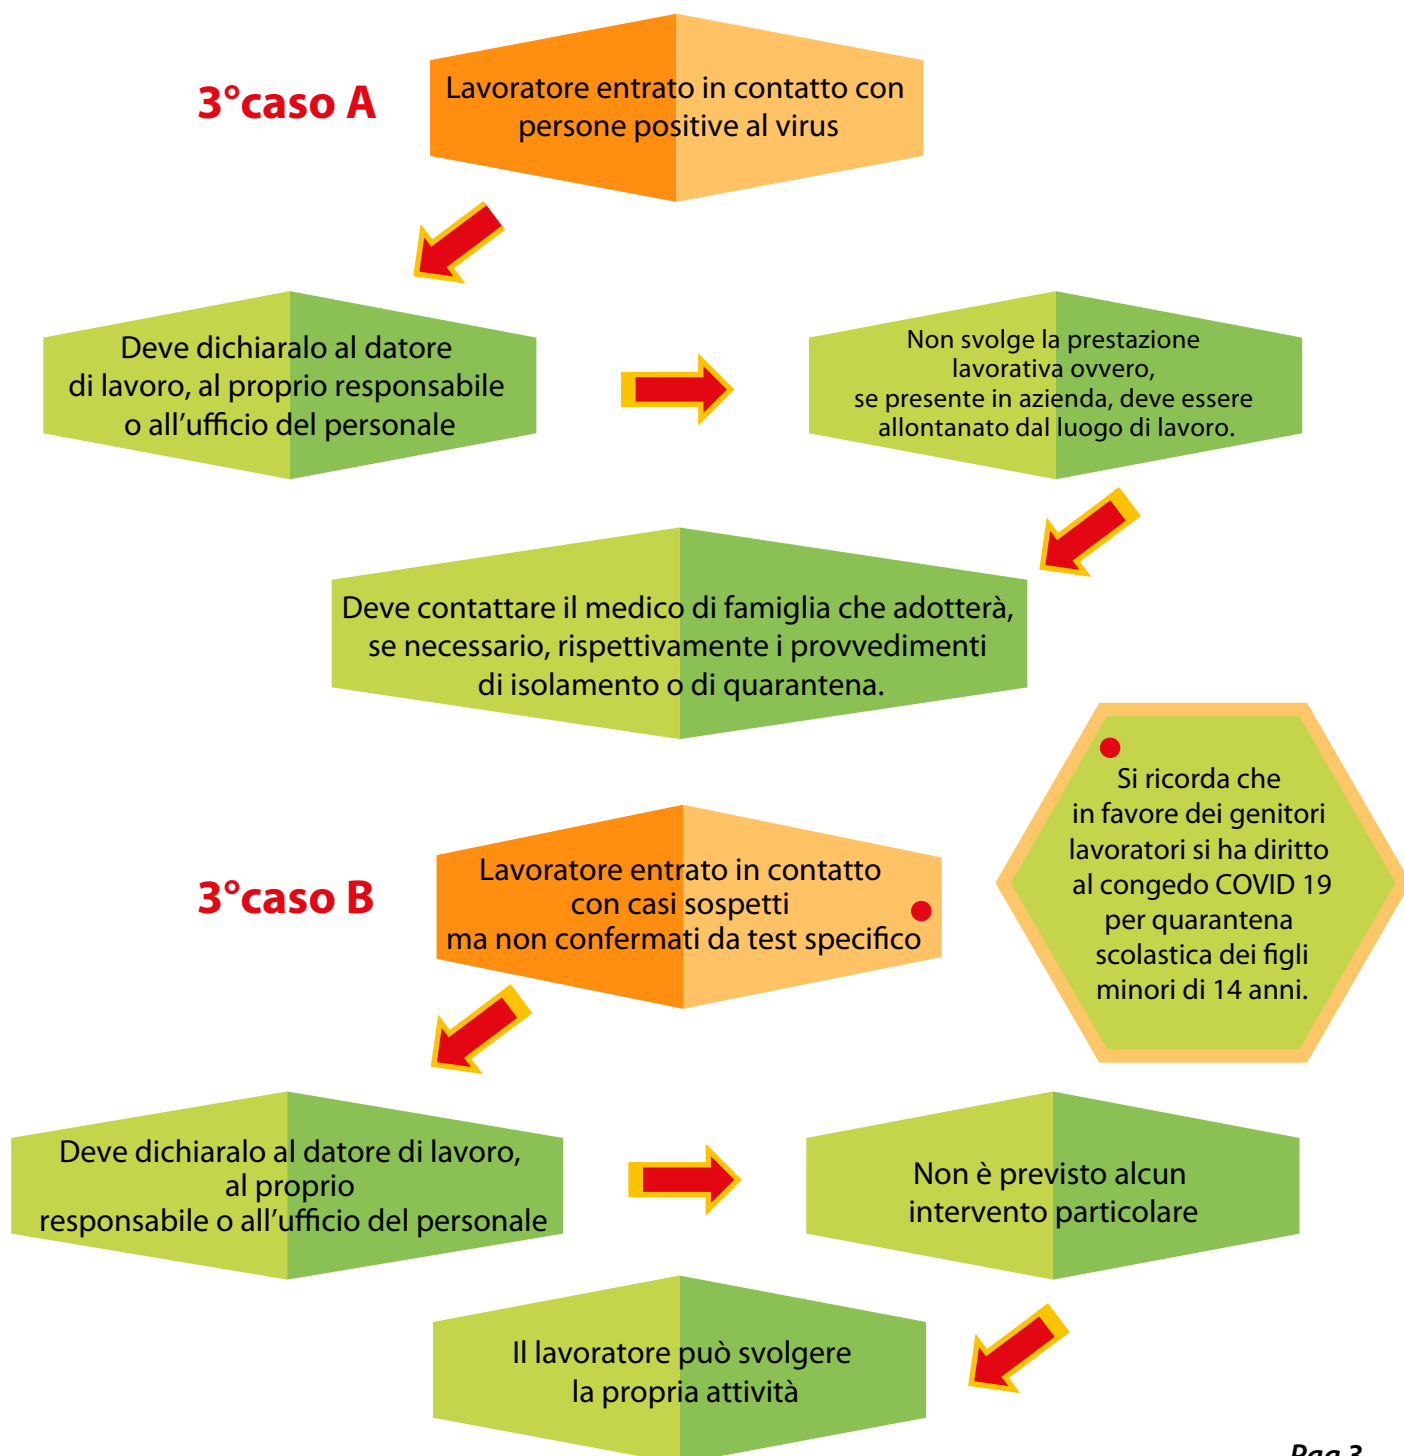 3°caso A
Lavoratore entrato in contatto con
persone positive al virus
Deve dichiaralo al datore
di lavoro, al proprio responsabile
o all'ufficio del personale
Non svolge la prestazione
lavorativa ovvero,
se presente in azienda, deve essere
allontanato dal luogo di lavoro.
Deve contattare il medico di famiglia che adotterà,
se necessario, rispettivamente i provvedimenti
di isolamento o di quarantena.
Si ricorda che
in favore dei genitori
lavoratori si ha diritto
al congedo COVID 19
per quarantena
scolastica dei figli
minori di 14 anni.
3°caso B
Lavoratore entrato in contatto
con casi sospetti
ma non confermati da test specifico
Deve dichiaralo al datore di lavoro,
al proprio
responsabile o all'ufficio del personale
Non è previsto alcun
intervento particolare
Il lavoratore può svolgere
la propria attività
Pag 3